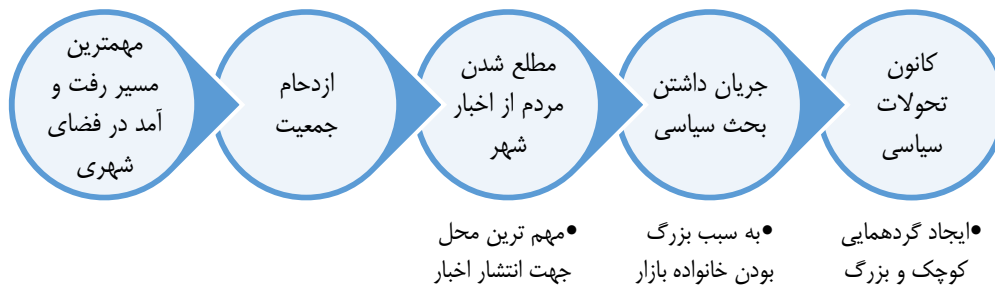 مهمترین
مسیر رفت و
آمد در فضای
شهری
ازدحام
جمعیت
مطلع شدن
مردم از اخبار
شهر
•مهم ترین محل
جهت انتشار اخبار
جریان داشتن
بحث سیاسی
•به سبب بزرگ
بودن خانواده بازار
کانون
تحولات
سیاسی
•ایجاد گردهمایی
کوچک و بزرگ